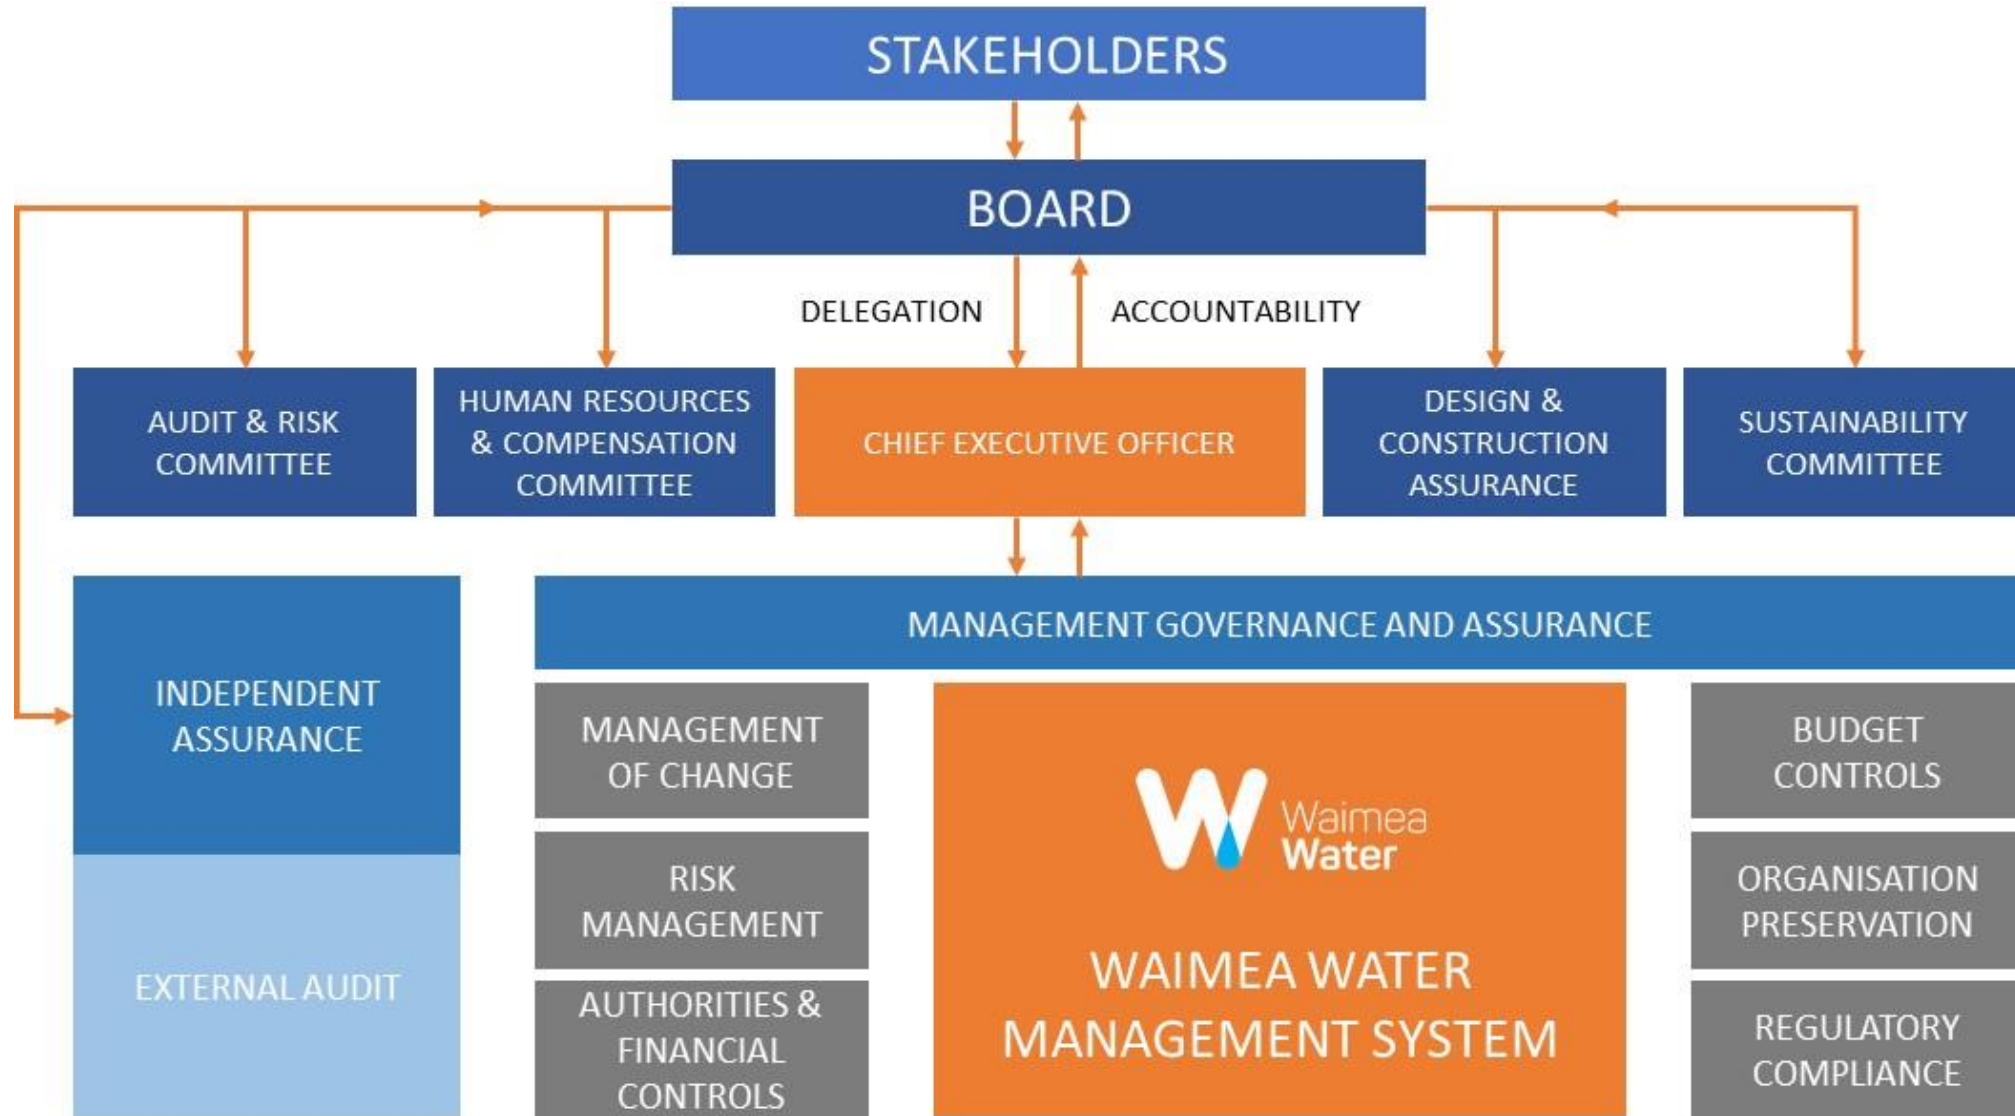 STAKEHOLDERS
BOARD
DELEGATION
ACCOUNTABILITY
AUDIT & RISK
COMMITTEE
HUMAN RESOURCES
& COMPENSATION
COMMITTEE
CHIEF EXECUTIVE OFFICER
DESIGN &
CONSTRUCTION
ASSURANCE
SUSTAINABILITY
COMMITTEE
INDEPENDENT
ASSURANCE
EXTERNAL AUDIT
MANAGEMENT GOVERNANCE AND ASSURANCE
MANAGEMENT
OF CHANGE
RISK
MANAGEMENT
AUTHORITIES &
FINANCIAL
CONTROLS
Waimea
Water
WAIMEA WATER
MANAGEMENT SYSTEM
BUDGET
CONTROLS
ORGANISATION
PRESERVATION
REGULATORY
COMPLIANCE